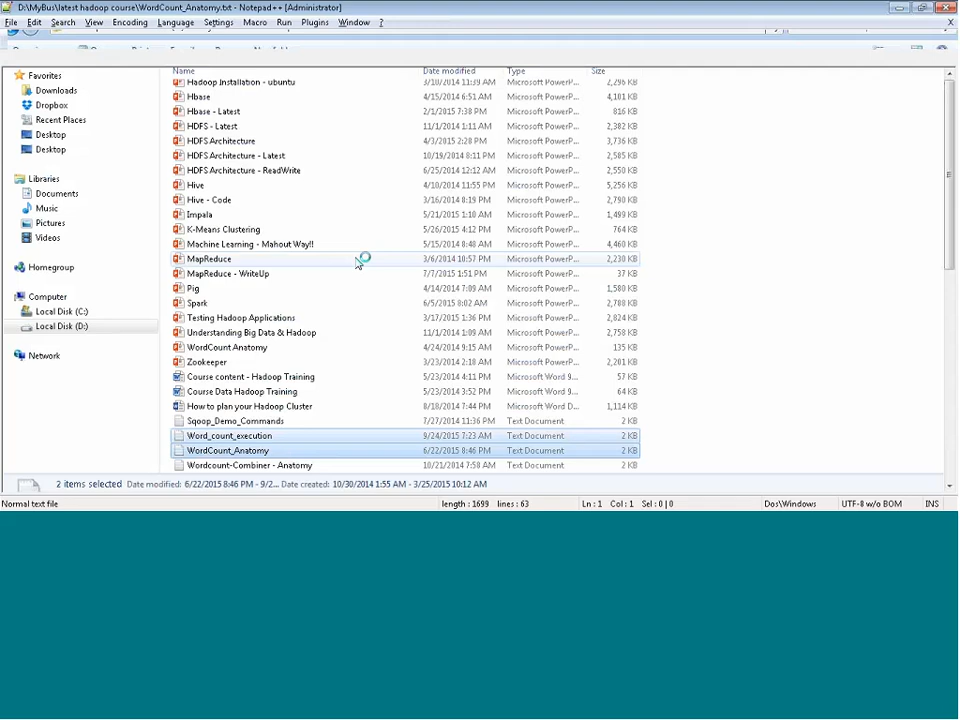 D:\MyBus\latest hadoop course\WordCount_Anatomy.txt - Notepad++ [Administrator]
File Edit Search View Encoding Language Settings Macro Run Plugins Window ? X
Name Date modified Type Size
Favorites
Downloads
Dropbox
Recent Places
Desktop
Desktop
Libraries
Documents
Music
Pictures
Videos
Homegroup
Computer
Local Disk (C:)
Local Disk (D:)
Network
Hadoop Installation - ubuntu 3/10/2014 11:39 AM Microsoft PowerP... 2,296 KB
Hbase 4/15/2014 6:51 AM Microsoft PowerP... 4,101 KB
Hbase - Latest 2/1/2015 7:38 PM Microsoft PowerP... 816 KB
HDFS - Latest 11/1/2014 1:11 AM Microsoft PowerP... 2,382 KB
HDFS Architecture 4/3/2015 2:28 PM Microsoft PowerP... 3,736 KB
HDFS Architecture - Latest 10/19/2014 8:11 PM Microsoft PowerP... 2,585 KB
HDFS Architecture - ReadWrite 6/25/2014 12:12 AM Microsoft PowerP... 2,550 KB
Hive 4/10/2014 11:55 PM Microsoft PowerP... 5,256 KB
Hive - Code 3/16/2014 8:19 PM Microsoft PowerP... 2,790 KB
Impala 5/21/2015 1:10 AM Microsoft PowerP... 1,499 KB
K-Means Clustering 5/26/2015 4:12 PM Microsoft PowerP... 764 KB
Machine Learning - Mahout Way!! 5/15/2014 8:48 AM Microsoft PowerP... 4,460 KB
MapReduce 3/6/2014 10:57 PM Microsoft PowerP... 2,230 KB
MapReduce - WriteUp 7/7/2015 1:51 PM Microsoft PowerP... 37 KB
Pig 4/14/2014 7:09 AM Microsoft PowerP... 1,580 KB
Spark 6/5/2015 8:02 AM Microsoft PowerP... 2,788 KB
Testing Hadoop Applications 3/17/2015 1:36 PM Microsoft PowerP... 2,824 KB
Understanding Big Data & Hadoop 11/1/2014 1:09 AM Microsoft PowerP... 2,758 KB
WordCount Anatomy 4/24/2014 9:15 AM Microsoft PowerP... 135 KB
Zookeeper 3/23/2014 2:18 AM Microsoft PowerP... 2,201 KB
Course content - Hadoop Training 5/23/2014 4:11 PM Microsoft Word 9... 57 KB
Course Data Hadoop Training 5/23/2014 3:52 PM Microsoft Word 9... 64 KB
How to plan your Hadoop Cluster 8/18/2014 7:44 PM Microsoft Word D... 1,114 KB
Sqoop_Demo_Commands 7/27/2014 11:36 PM Text Document 2 KB
Word_count_execution 9/24/2015 7:23 AM Text Document 2 KB
WordCount_Anatomy 6/22/2015 8:46 PM Text Document 2 KB
Wordcount-Combiner - Anatomy 10/21/2014 7:58 AM Text Document 2 KB
2 items selected Date modified: 6/22/2015 8:46 PM - 9/2... Date created: 10/30/2014 1:55 AM - 3/25/2015 10:12 AM
Normal text file length : 1699 lines : 63 Ln : 1 Col : 1 Sel : 0 | 0 Dos\Windows UTF-8 w/o BOM INS